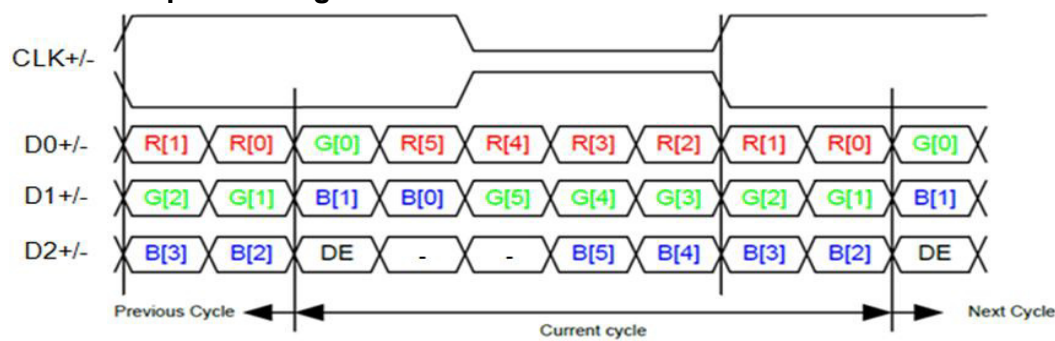 CLK+/-
D0+/- R[1] R[0] G[0] R[5] R[4] R[3] R[2] R[1] R[0] G[0]
D1+/- G[2] G[1] B[1] B[0] G[5] G[4] G[3] G[2] G[1] B[1]
D2+/- B[3] B[2] DE - - B[5] B[4] B[3] B[2] DE
Previous Cycle Next Cycle
Current cycle